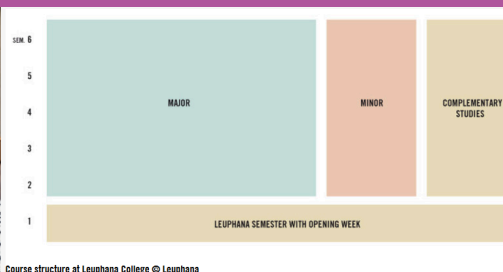 SEM. 6
5
4
3
2
1
MAJOR
MINOR
COMPLEMENTARY
STUDIES
LEUPHANA SEMESTER WITH OPENING WEEK
Course structure at Leuphana College © Leuphana